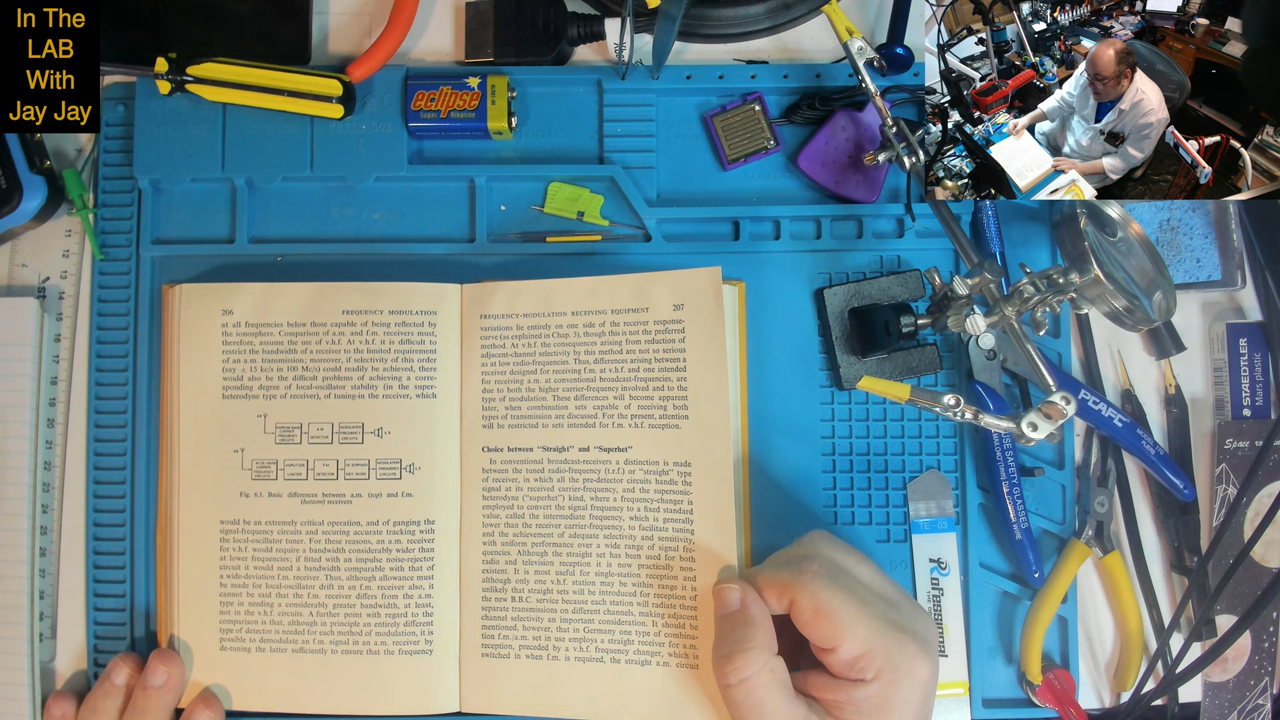 In The
LAB
With
Jay Jay
eclipse
Super Alkaline
206 FREQUENCY MODULATION
at all frequencies below those capable of being reflected by
the ionosphere. Comparison of a.m. and f.m. receivers must,
therefore, assume the use of v.h.f. At v.h.f. it is difficult to
restrict the bandwidth of a receiver to the limited requirement
of an a.m. transmission; moreover, if selectivity of this order
(say ± 15 kc/s in 100 Mc/s) could readily be achieved, there
would also be the difficult problems of achieving a corre-
sponding degree of local-oscillator stability (in the super-
heterodyne type of receiver), of tuning-in the receiver, which
A.M.
DETECTOR
MODULATION
FREQUENCY
CIRCUITS
CARRIER
FREQUENCY
CIRCUITS
AMPLITUDE
LIMITER
F.M.
DETECTOR
MODULATION
FREQUENCY
CIRCUITS
Fig. 6.1. Basic differences between a.m. (top) and f.m.
(bottom) receivers
would be an extremely critical operation, and of ganging the
signal-frequency circuits and securing accurate tracking with
the local-oscillator tuner. For these reasons, an a.m. receiver
for v.h.f. would require a bandwidth considerably wider than
at lower frequencies; if fitted with an impulse noise-rejector
circuit it would need a bandwidth comparable with that of
a wide-deviation f.m. receiver. Thus, although allowance must
be made for local-oscillator drift in an f.m. receiver also, it
cannot be said that the f.m. receiver differs from the a.m.
type in needing a considerably greater bandwidth, at least,
not in the v.h.f. circuits. A further point with regard to the
comparison is that, although in principle an entirely different
type of detector is needed for each method of modulation, it is
possible to demodulate an f.m. signal in an a.m. receiver by
de-tuning the latter sufficiently to ensure that the frequency
FREQUENCY-MODULATION RECEIVING EQUIPMENT 207
variations lie entirely on one side of the receiver response-
curve (as explained in Chap. 3), though this is not the preferred
method. At v.h.f. the consequences arising from reduction of
adjacent-channel selectivity by this method are not so serious
as at low radio-frequencies. Thus, differences arising between a
receiver designed for receiving f.m. at v.h.f. and one intended
for receiving a.m. at conventional broadcast-frequencies, are
due to both the higher carrier-frequency involved and to the
type of modulation. These differences will become apparent
later, when combination sets capable of receiving both
types of transmission are discussed. For the present, attention
will be restricted to sets intended for f.m. v.h.f. reception.
Choice between "Straight" and "Superhet"
In conventional broadcast-receivers a distinction is made
between the tuned radio-frequency (t.r.f.) or "straight" type
of receiver, in which all the pre-detector circuits handle the
signal at its received carrier-frequency, and the supersonic-
heterodyne ("superhet") kind, where a frequency-changer is
employed to convert the signal frequency to a fixed standard
value, called the intermediate frequency, which is generally
lower than the receiver carrier-frequency, to facilitate tuning
and the achievement of adequate selectivity and sensitivity,
with uniform performance over a wide range of signal fre-
quencies. Although the straight set has been used for both
radio and television reception it is now practically non-
existent. It is most useful for single-station reception and
although only one v.h.f. station may be within range it is
unlikely that straight sets will be introduced for reception of
the new B.B.C. service because each station will radiate three
separate transmissions on different channels, making adjacent
channel selectivity an important consideration. It should be
mentioned, however, that in Germany one type of combina-
tion f.m./a.m. set in use employs a straight receiver for a.m.
reception, preceded by a v.h.f. frequency changer, which is
switched in when f.m. is required, the straight a.m. circuit
TE - 03
Professional
PCAFC
USE SAFETY GLASSES
STAEDTLER
Mars plastic